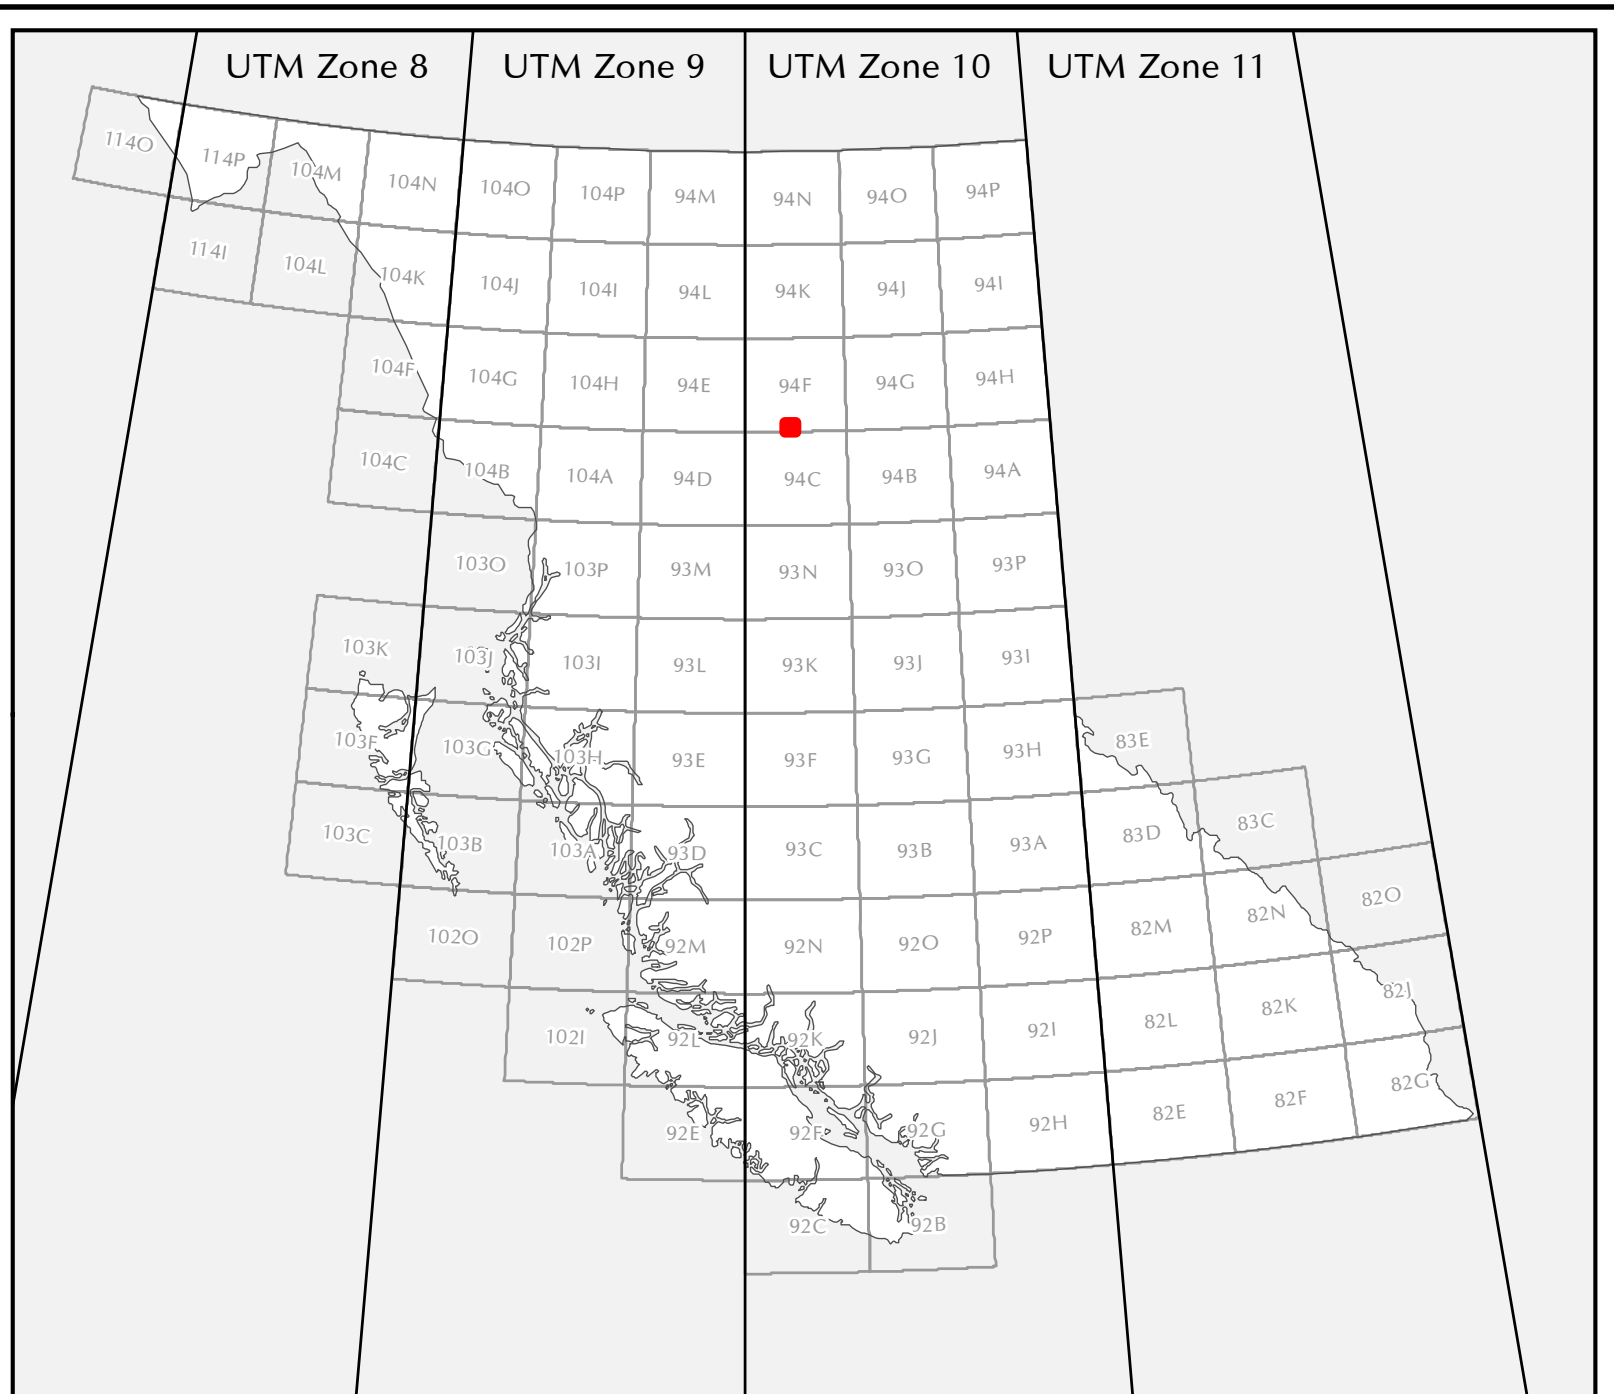 UTM Zone 8 UTM Zone 9 UTM Zone 10 UTM Zone 11
114O 114P 104M 104N 104O 104P 94M 94N 94O 94P
114I 104L 104K 104J 104I 94L 94K 94J 94I
104F 104G 104H 94E 94F 94G 94H
104C 104B 104A 94D 94C 94B 94A
103O 103P 93M 93N 93O 93P
103K 103J 103I 93L 93K 93J 93I
103F 103G 103H 93E 93F 93G 93H 83E
103C 103B 103A 93D 93C 93B 93A 83D 83C
102O 102P 92M 92N 92O 92P 82M 82N 82O
102I 92L 92K 92J 92I 82L 82K 82J
92E 92F 92G 92H 82E 82F 82G
92C 92B